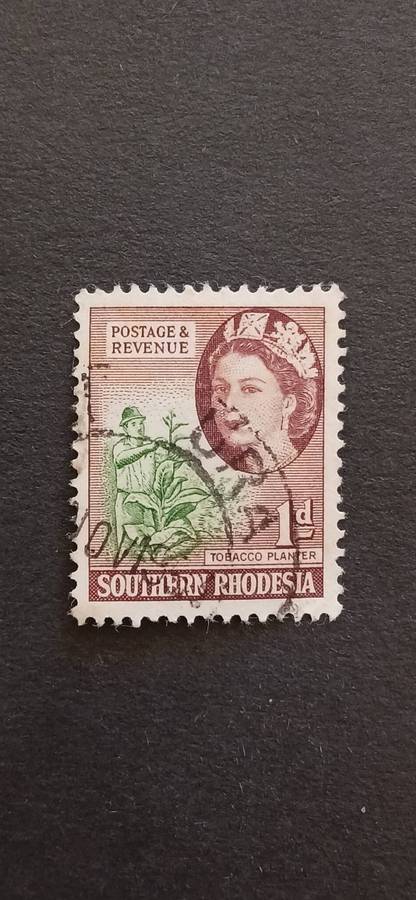 POSTAGE &
REVENUE
1d
TOBACCO PLANTER
SOUTHERN RHODESIA